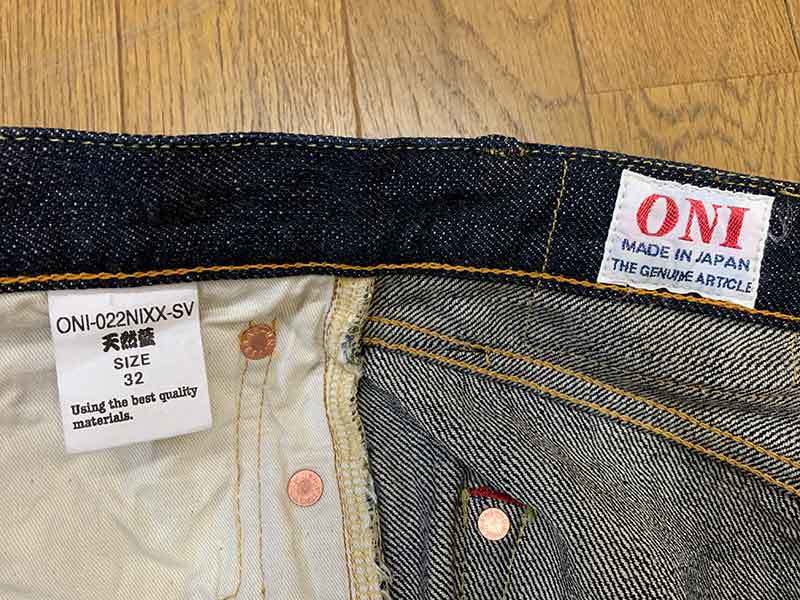 ONI-022NIXX-SV
天然藍
SIZE
32
Using the best quality
materials.
ONI
MADE IN JAPAN
THE GENUINE ARTICLE